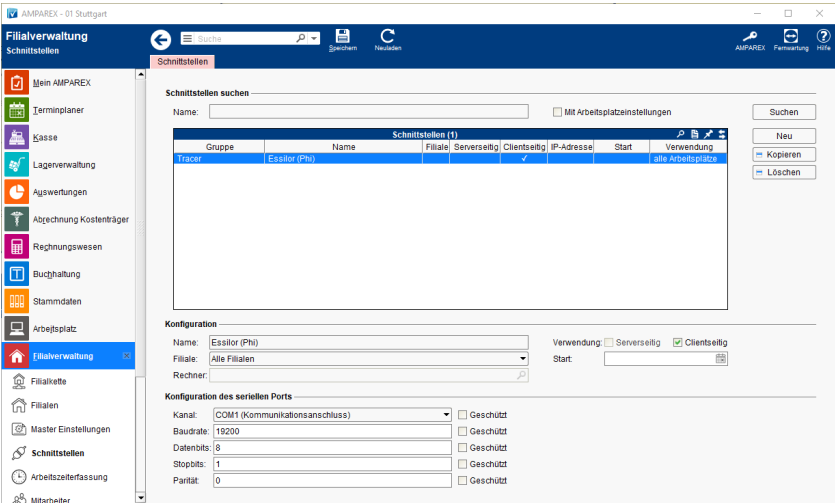 AMPAREX - 01 Stuttgart
Filialverwaltung
Schnittstellen
Suche
Speichern
Neuladen
AMPAREX
Fernwartung
Hilfe
Schnittstellen
Mein AMPAREX
Terminplaner
Kasse
Lagerverwaltung
Auswertungen
Abrechnung Kostenträger
Rechnungswesen
Buchhaltung
Stammdaten
Arbeitsplatz
Filialverwaltung
Filialkette
Filialen
Master Einstellungen
Schnittstellen
Arbeitszeiterfassung
Mitarbeiter
Schnittstellen suchen
Name:
Mit Arbeitsplatzeinstellungen
Suchen
Schnittstellen (1)
Neu
Gruppe Name Filiale Serverseitig Clientseitig IP-Adresse Start Verwendung
Tracer Essilor (Phi) ✓ alle Arbeitsplätze
Kopieren
Löschen
Konfiguration
Name: Essilor (Phi) Verwendung: Serverseitig Clientseitig
Filiale: Alle Filialen Start:
Rechner:
Konfiguration des seriellen Ports
Kanal: COM1 (Kommunikationsanschluss) Geschützt
Baudrate: 19200 Geschützt
Datenbits: 8 Geschützt
Stopbits: 1 Geschützt
Parität: 0 Geschützt